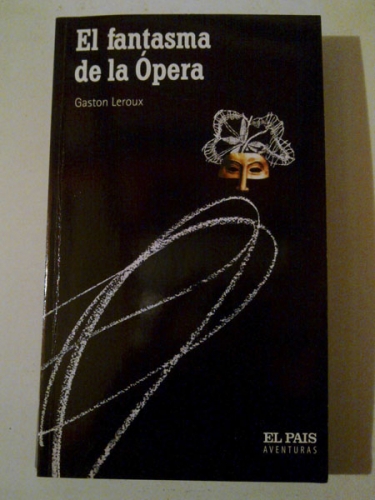 El fantasma
de la Ópera
Gaston Leroux
EL PAIS
AVENTURAS